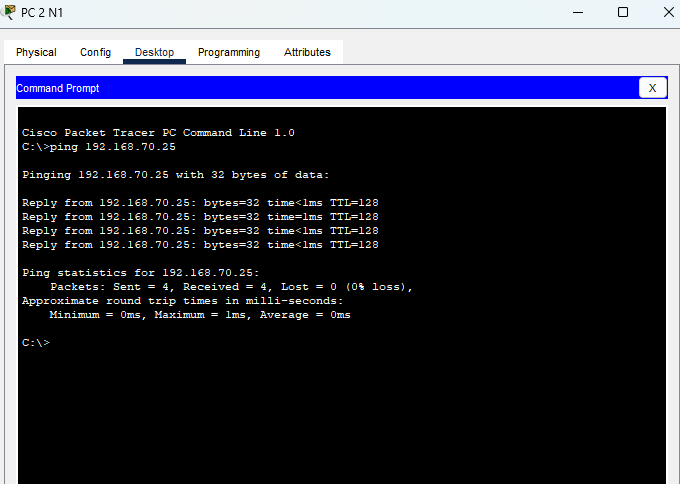 PC 2 N1
Physical Config Desktop Programming Attributes
Command Prompt
X
Cisco Packet Tracer PC Command Line 1.0
C:\>ping 192.168.70.25
Pinging 192.168.70.25 with 32 bytes of data:
Reply from 192.168.70.25: bytes=32 time<1ms TTL=128
Reply from 192.168.70.25: bytes=32 time=1ms TTL=128
Reply from 192.168.70.25: bytes=32 time<1ms TTL=128
Reply from 192.168.70.25: bytes=32 time<1ms TTL=128
Ping statistics for 192.168.70.25:
Packets: Sent = 4, Received = 4, Lost = 0 (0% loss),
Approximate round trip times in milli-seconds:
Minimum = 0ms, Maximum = 1ms, Average = 0ms
C:\>